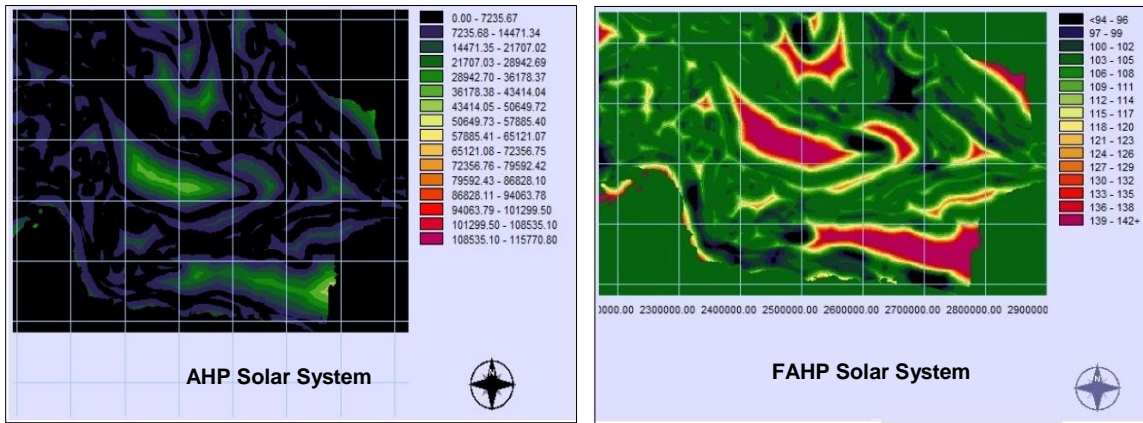 0.00 - 7235.67
7235.68 - 14471.34
14471.35 - 21707.02
21707.03 - 28942.69
28942.70 - 36178.37
36178.38 - 43414.04
43414.05 - 50649.72
50649.73 - 57885.40
57885.41 - 65121.07
65121.08 - 72356.75
72356.76 - 79592.42
79592.43 - 86828.10
86828.11 - 94063.78
94063.79 - 101299.50
101299.50 - 108535.10
108535.10 - 115770.80
AHP Solar System
N
<94 - 96
97 - 99
100 - 102
103 - 105
106 - 108
109 - 111
112 - 114
115 - 117
118 - 120
121 - 123
124 - 126
127 - 129
130 - 132
133 - 135
136 - 138
139 - 142+
0000.00 2300000.00 2400000.00 2500000.00 2600000.00 2700000.00 2800000.00 2900000
FAHP Solar System
N